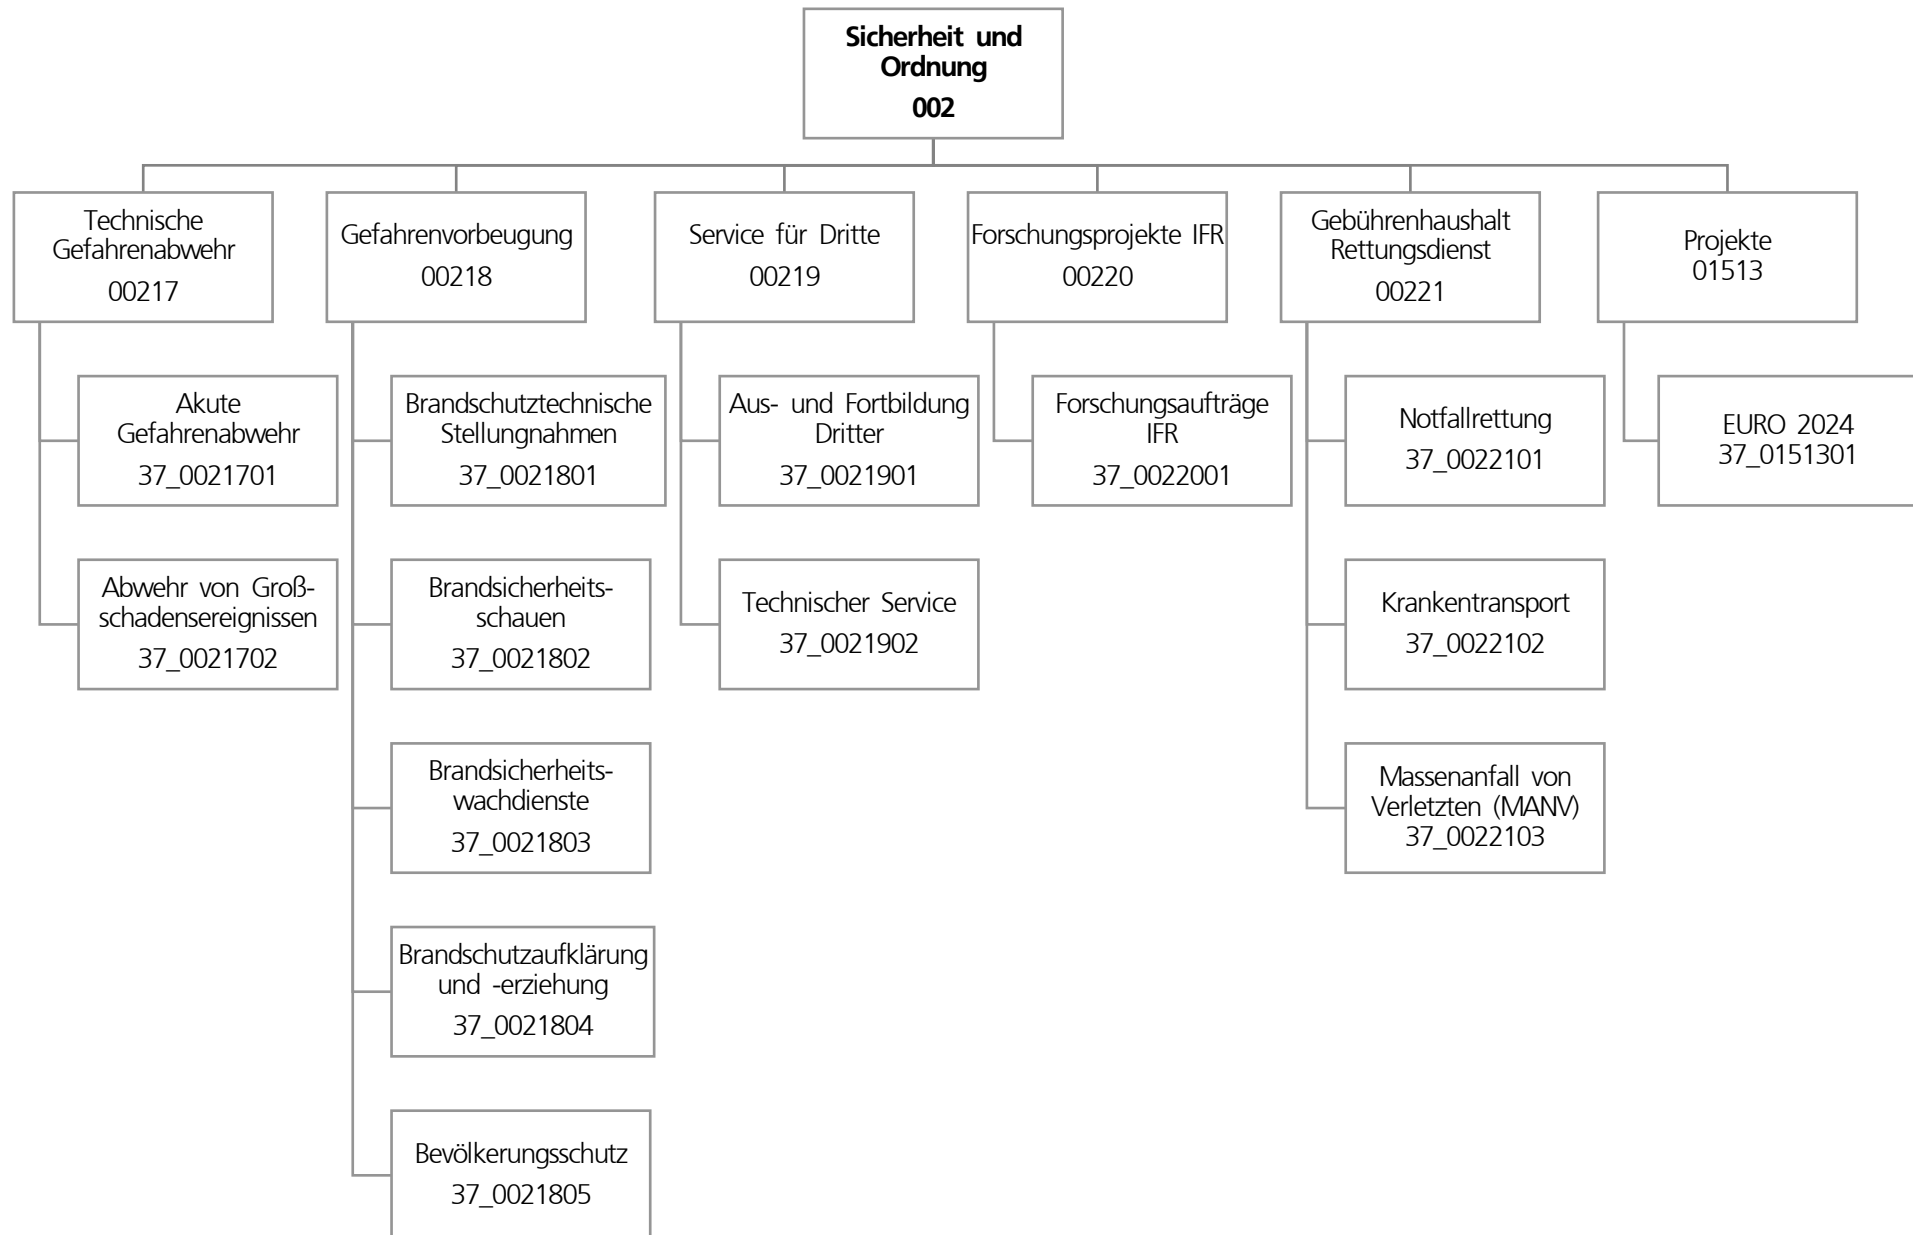 Sicherheit und
Ordnung
002
Technische
Gefahrenabwehr
00217
Gefahrenvorbeugung
00218
Service für Dritte
00219
Forschungsprojekte IFR
00220
Gebührenhaushalt
Rettungsdienst
00221
Projekte
01513
Akute
Gefahrenabwehr
37_0021701
Abwehr von Groß-
schadensereignissen
37_0021702
Brandschutztechnische
Stellungnahmen
37_0021801
Brandsicherheits-
schauen
37_0021802
Brandsicherheits-
wachdienste
37_0021803
Brandschutzaufklärung
und -erziehung
37_0021804
Bevölkerungsschutz
37_0021805
Aus- und Fortbildung
Dritter
37_0021901
Technischer Service
37_0021902
Forschungsaufträge
IFR
37_0022001
Notfallrettung
37_0022101
Krankentransport
37_0022102
Massenanfall von
Verletzten (MANV)
37_0022103
EURO 2024
37_0151301